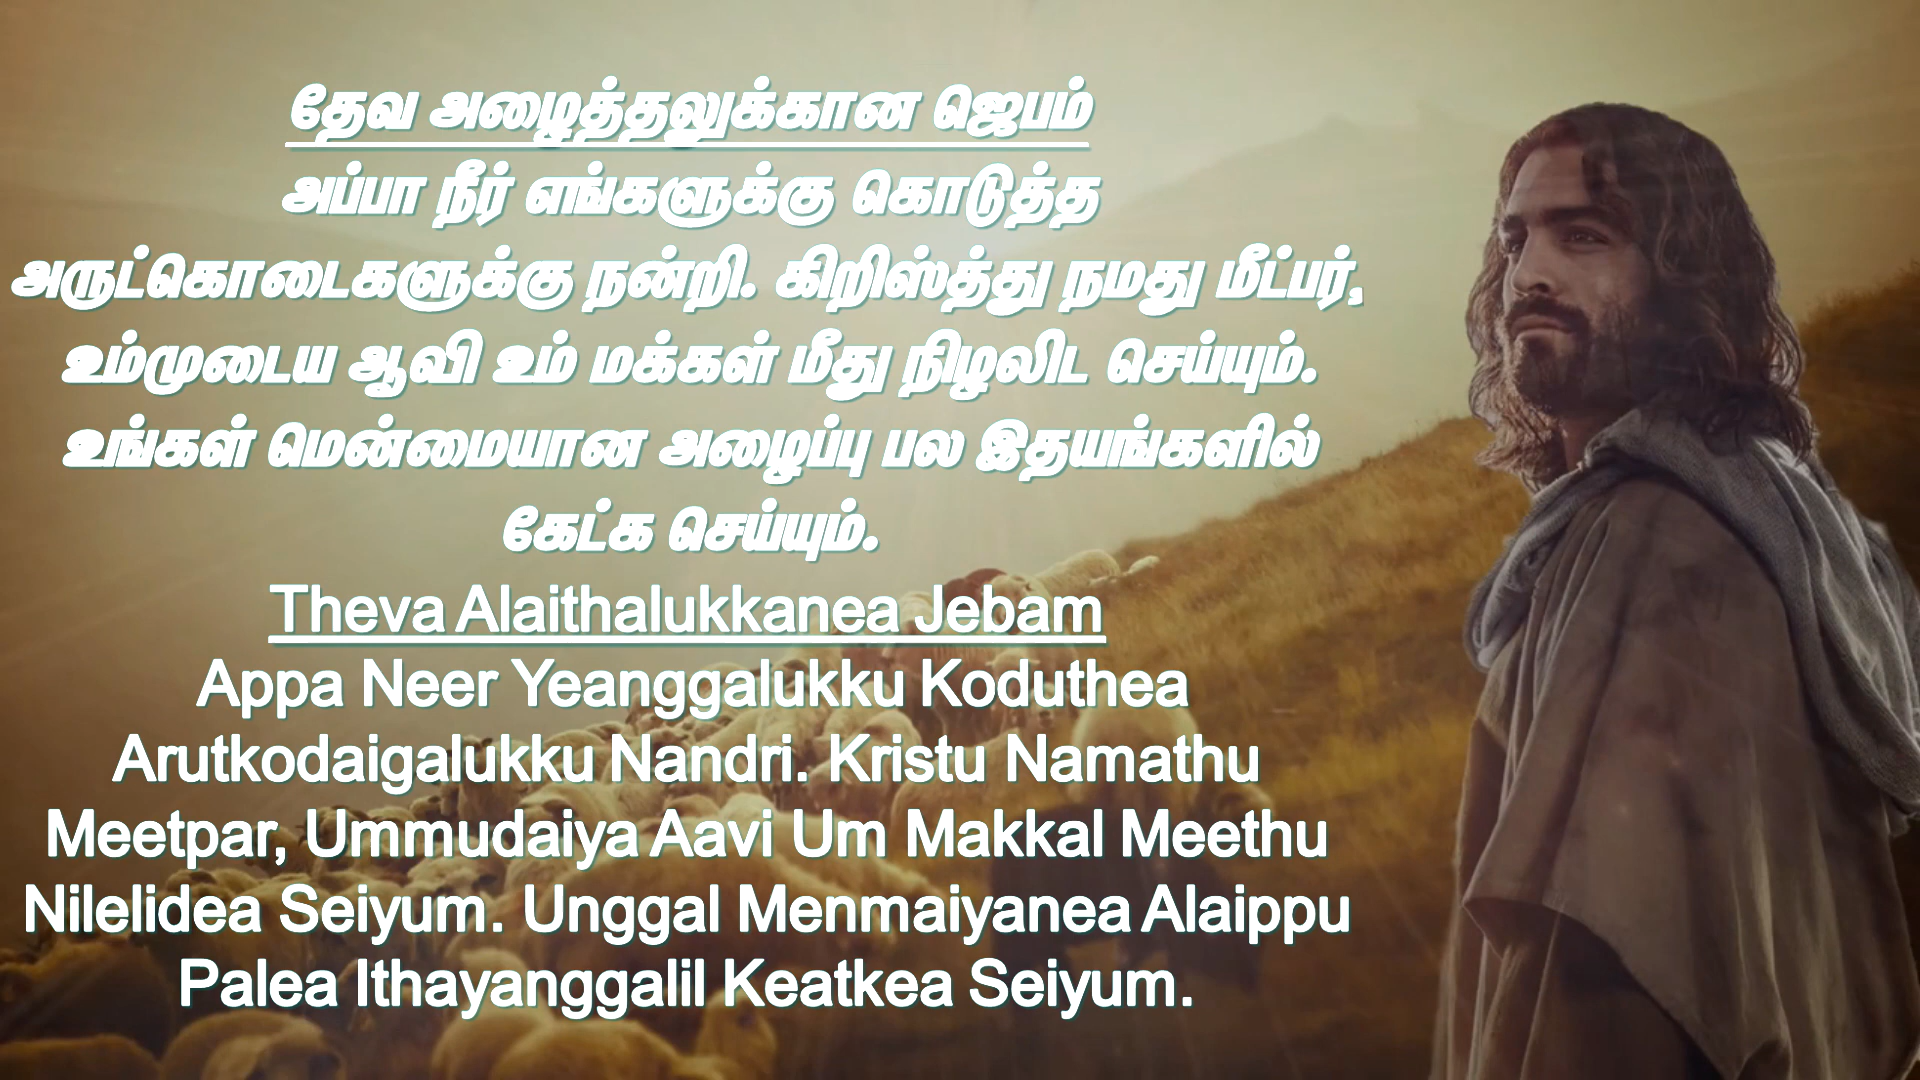 தேவ அழைத்தலுக்கான ஜெபம்
அப்பா நீர் எங்களுக்கு கொடுத்த
அருட்கொடைகளுக்கு நன்றி. கிறிஸ்த்து நமது மீட்பர்,
உம்முடைய ஆவி உம் மக்கள் மீது நிழலிட செய்யும்.
உங்கள் மென்மையான அழைப்பு பல இதயங்களில்
கேட்க செய்யும்.
Theva Alaithalukkanea Jebam
Appa Neer Yeanggalukku Koduthea
Arutkodaigalukku Nandri. Kristu Namathu
Meetpar, Ummudaiya Aavi Um Makkal Meethu
Nilelidea Seiyum. Unggal Menmaiyanea Alaippu
Palea Ithayanggalil Keatkea Seiyum.